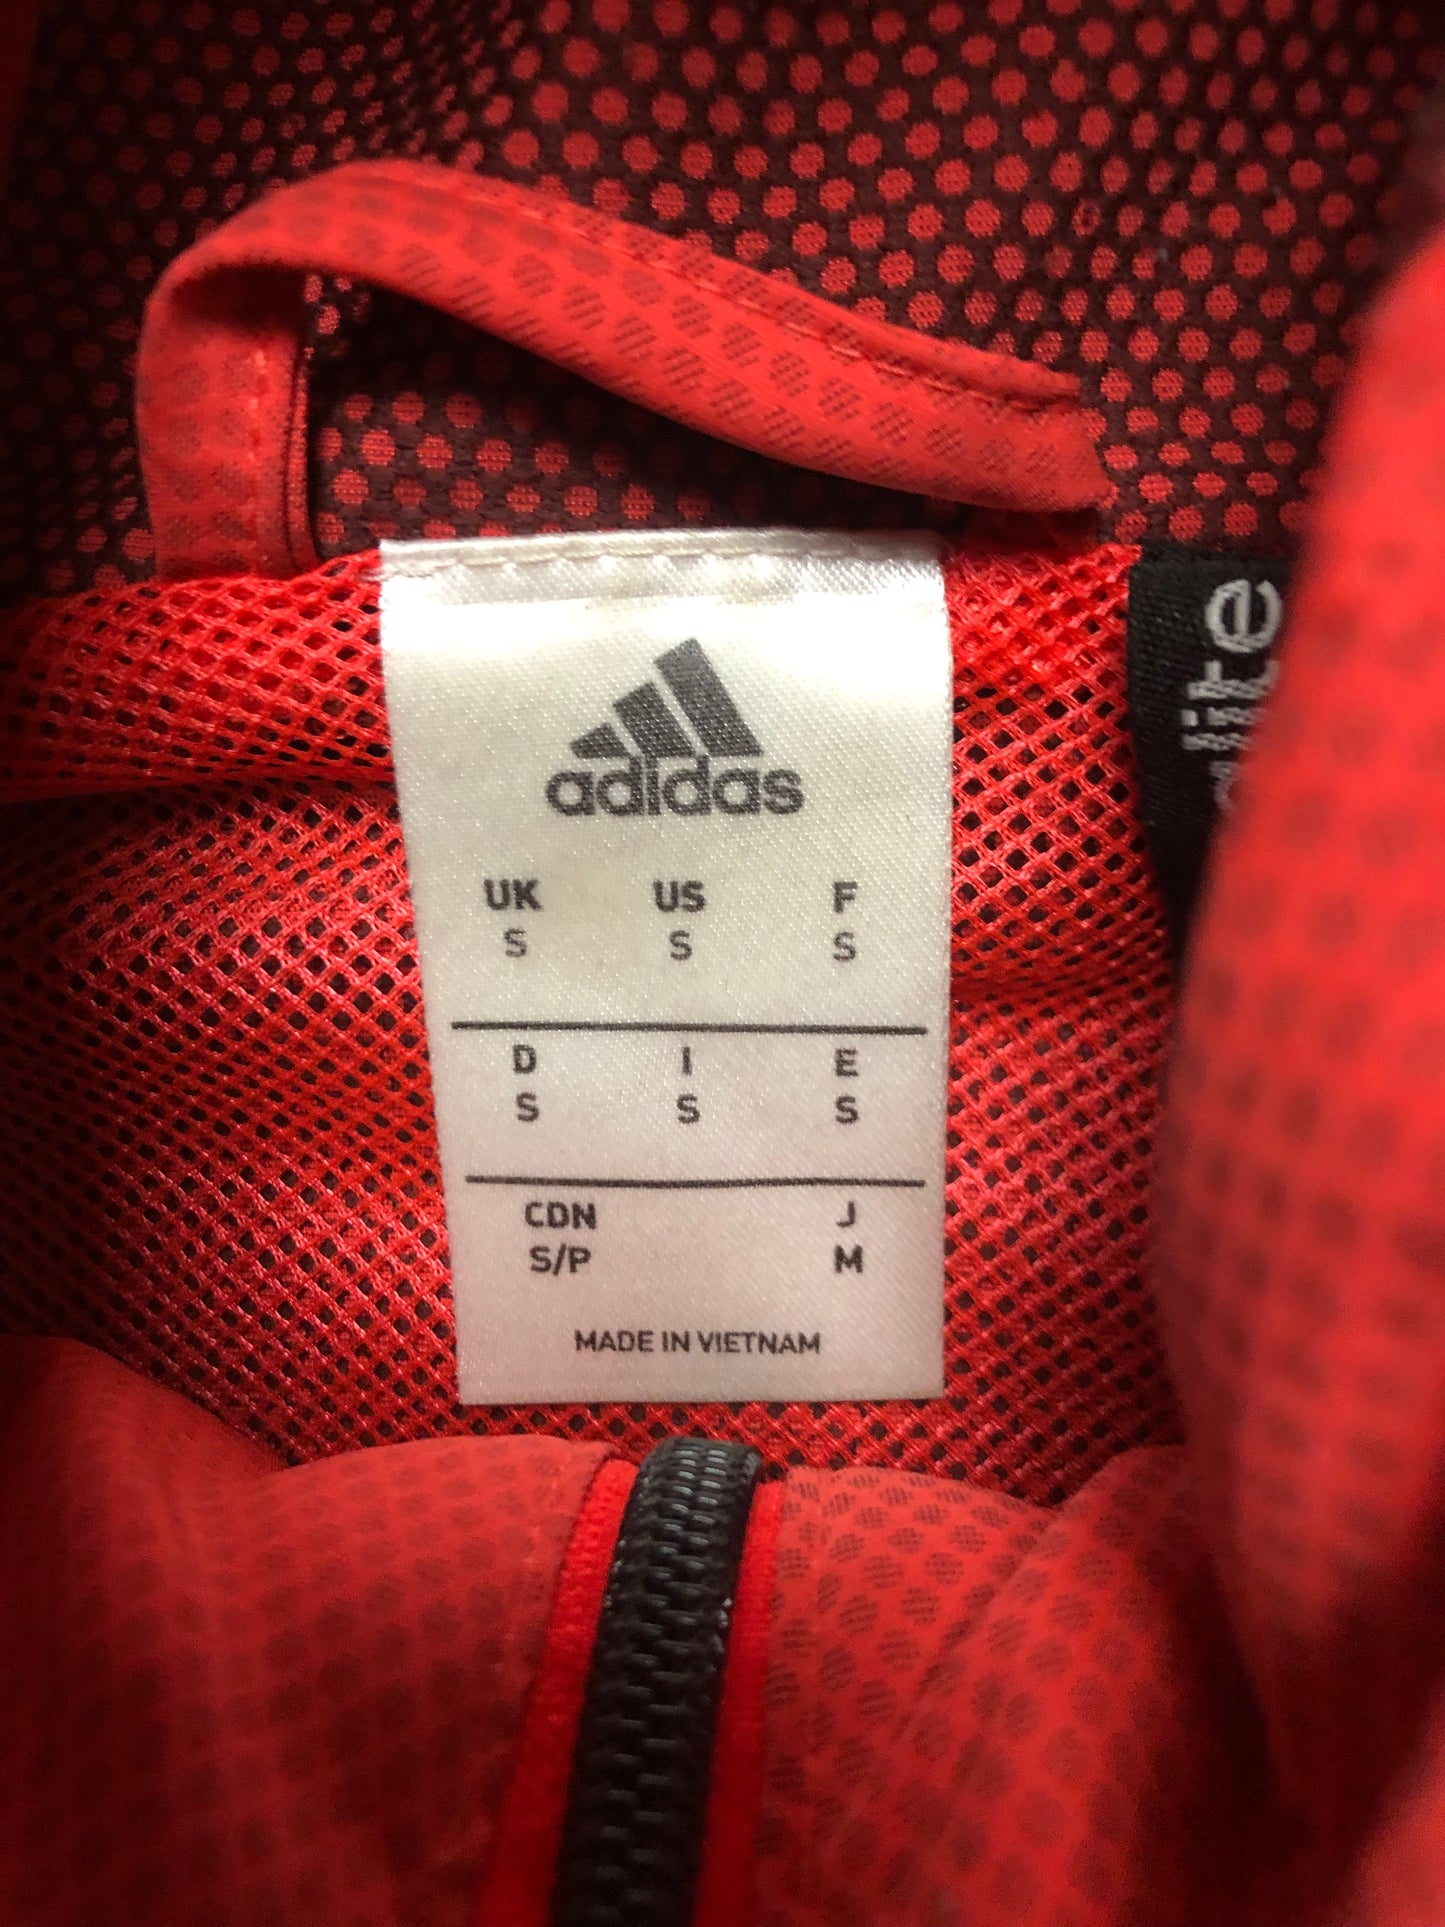 adidas
UK US F
S S S
D I E
S S S
CDN J
S/P M
MADE IN VIETNAM